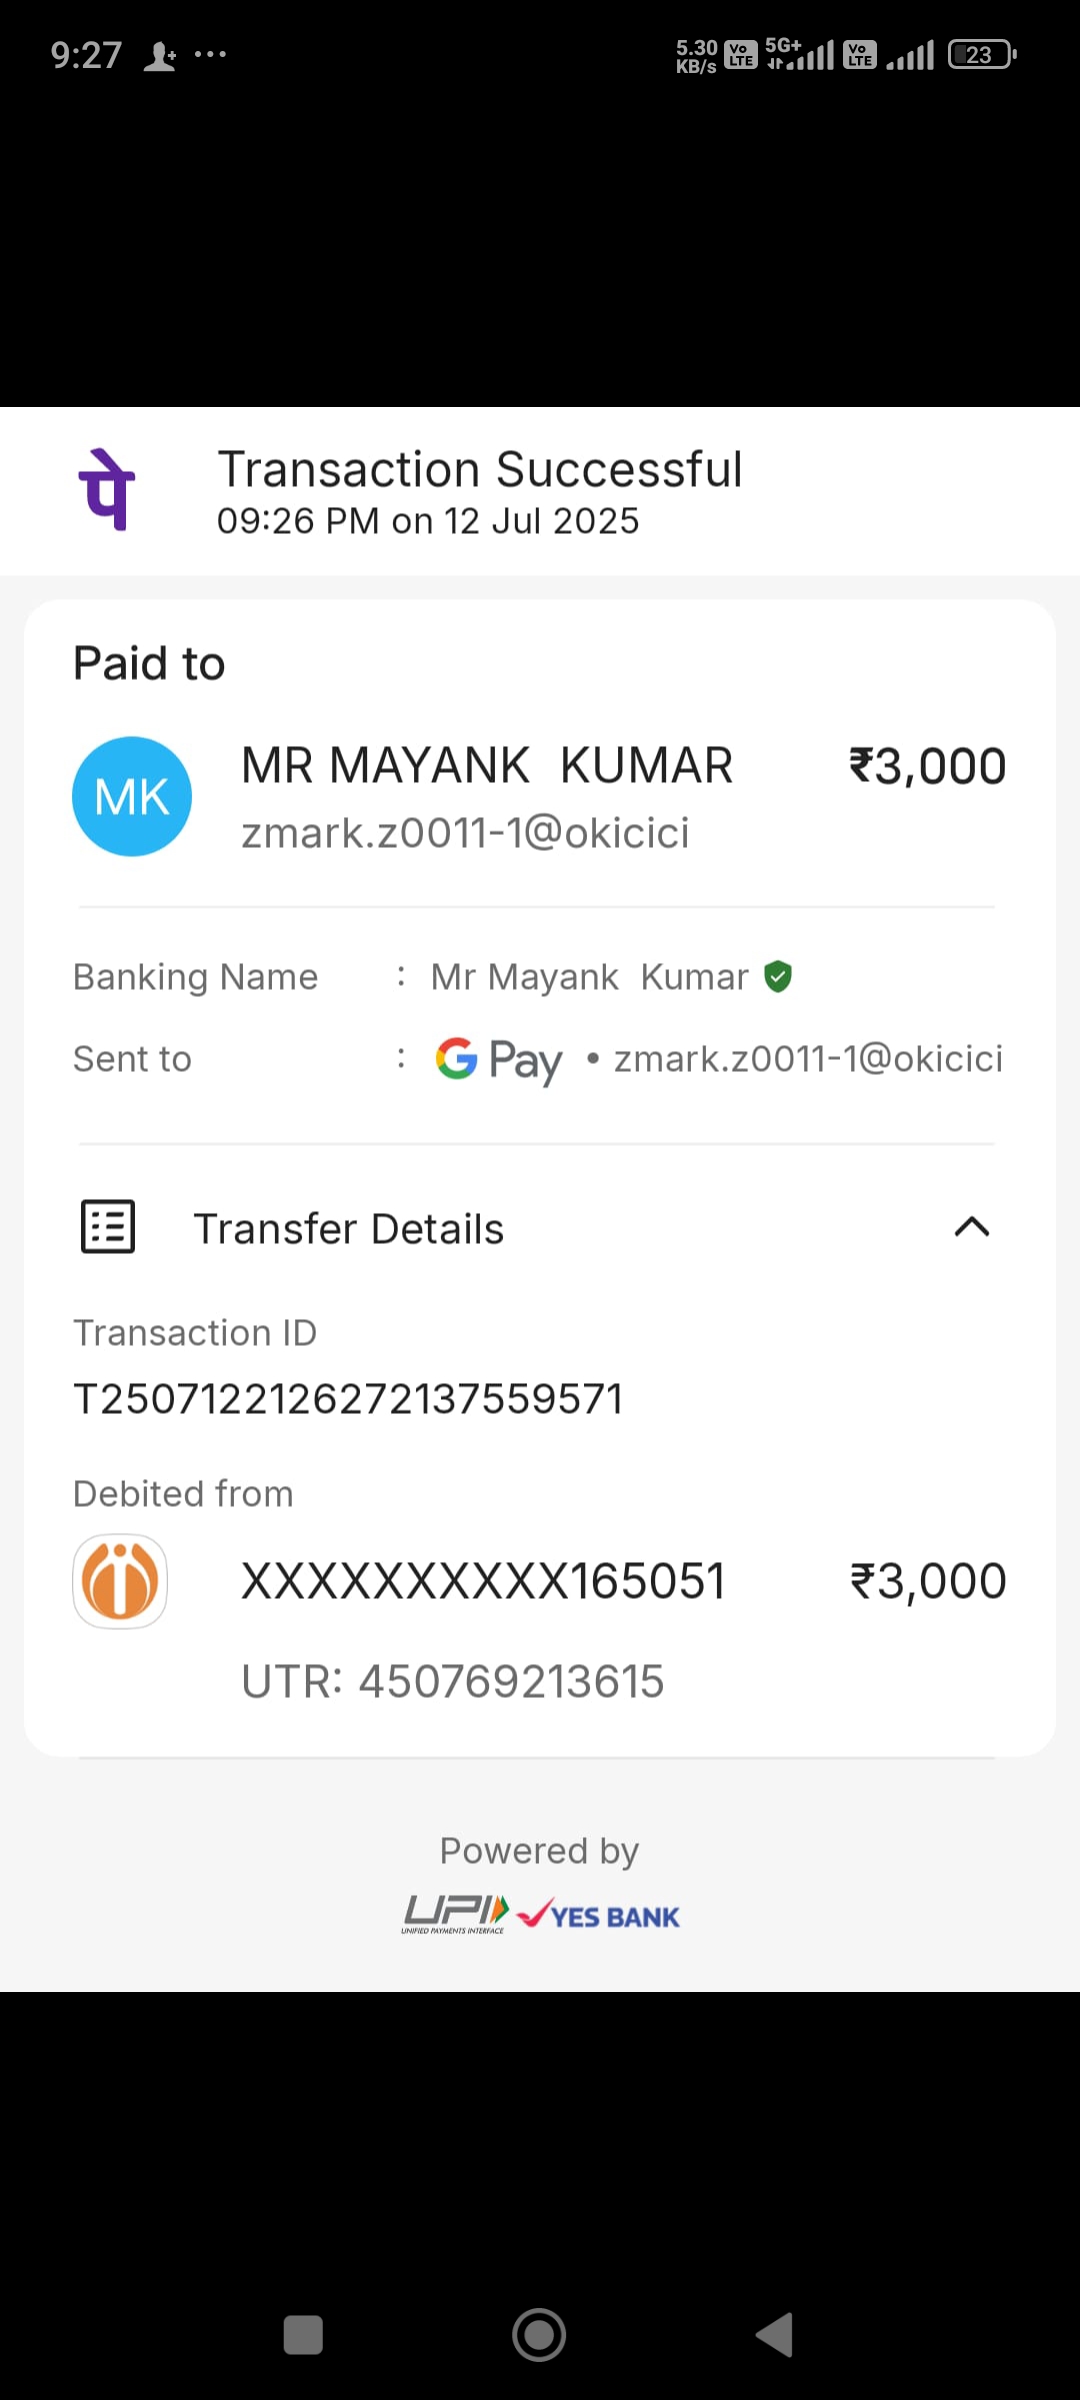 9:27
5.30 KB/s Vo LTE 5G+ Vo LTE 23
पे
Transaction Successful
09:26 PM on 12 Jul 2025
Paid to
MK
MR MAYANK KUMAR ₹3,000
zmark.z0011-1@okicici
Banking Name : Mr Mayank Kumar
Sent to : G Pay • zmark.z0011-1@okicici
Transfer Details
Transaction ID
T2507122126272137559571
Debited from
XXXXXXXXXX165051 ₹3,000
UTR: 450769213615
Powered by
UPI YES BANK
UNIFIED PAYMENTS INTERFACE